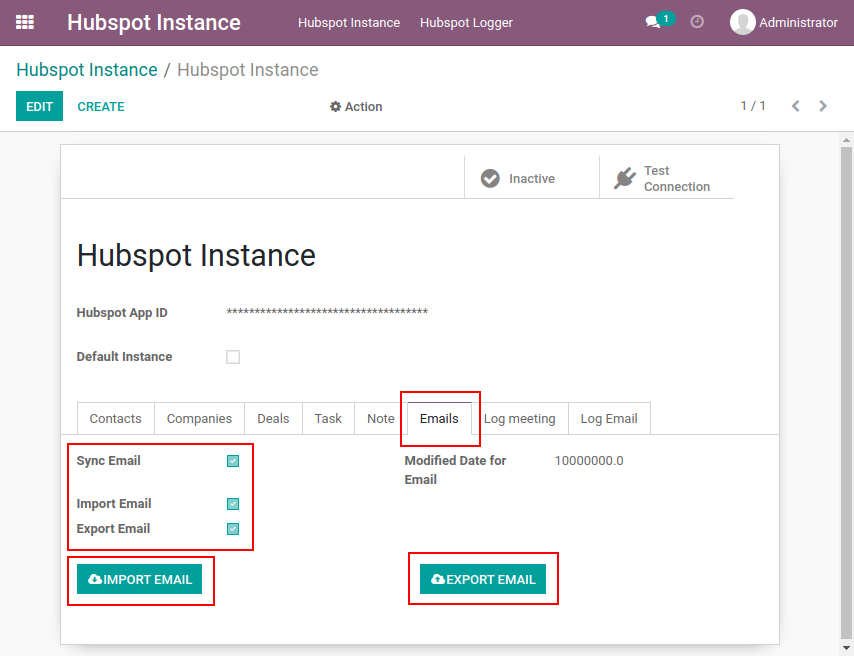 Hubspot Instance Hubspot Instance Hubspot Logger 1 Administrator
Hubspot Instance / Hubspot Instance
EDIT CREATE Action 1 / 1
Inactive
Test
Connection
Hubspot Instance
Hubspot App ID ************************************
Default Instance
Contacts Companies Deals Task Note Emails Log meeting Log Email
Sync Email
Modified Date for
Email
10000000.0
Import Email
Export Email
IMPORT EMAIL EXPORT EMAIL